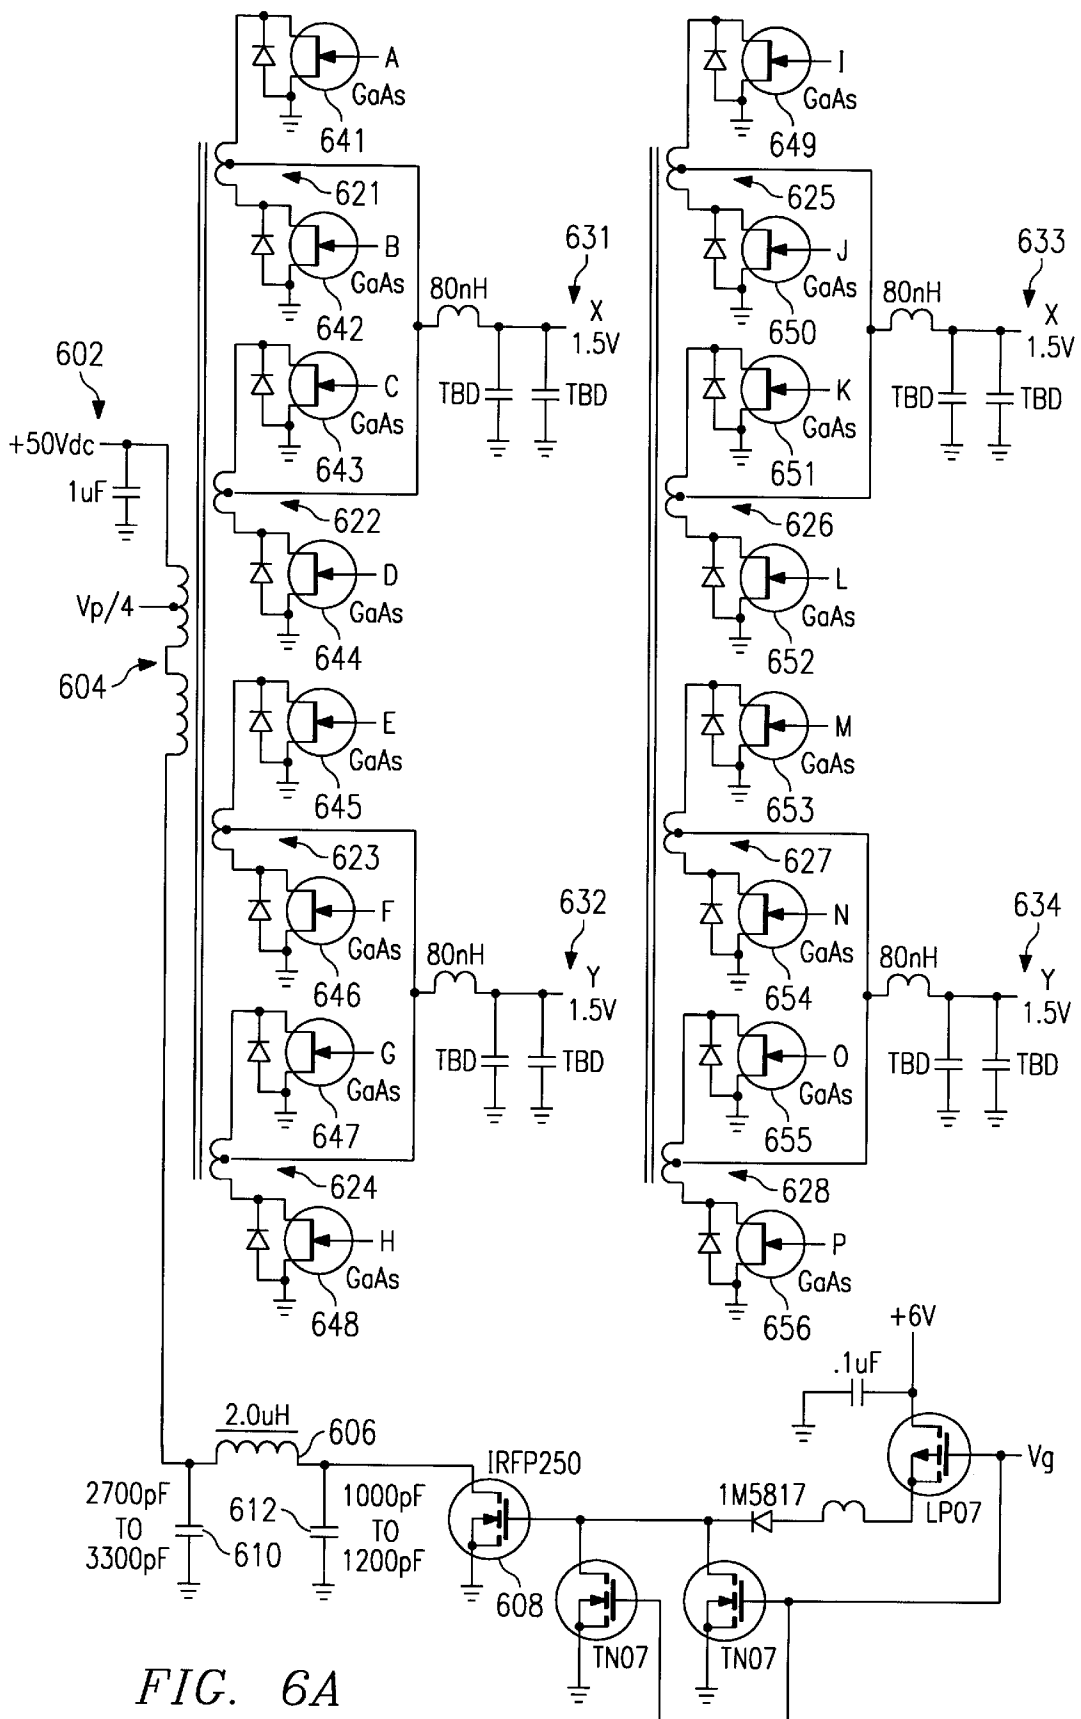 A
GaAs
641
621
B
GaAs
642
631
80nH
X
1.5V
TBD
TBD
C
GaAs
643
602
+50Vdc
1uF
622
D
GaAs
644
Vp/4
604
E
GaAs
645
623
F
GaAs
646
632
80nH
Y
1.5V
TBD
TBD
G
GaAs
647
624
H
GaAs
648
I
GaAs
649
625
J
GaAs
650
633
80nH
X
1.5V
TBD
TBD
K
GaAs
651
626
L
GaAs
652
M
GaAs
653
627
N
GaAs
654
634
80nH
Y
1.5V
TBD
TBD
O
GaAs
655
628
P
GaAs
656
+6V
.1uF
2.0uH
606
IRFP250
Vg
LP07
1M5817
2700pF
TO
3300pF
610
612
1000pF
TO
1200pF
608
TN07
TN07
FIG. 6A